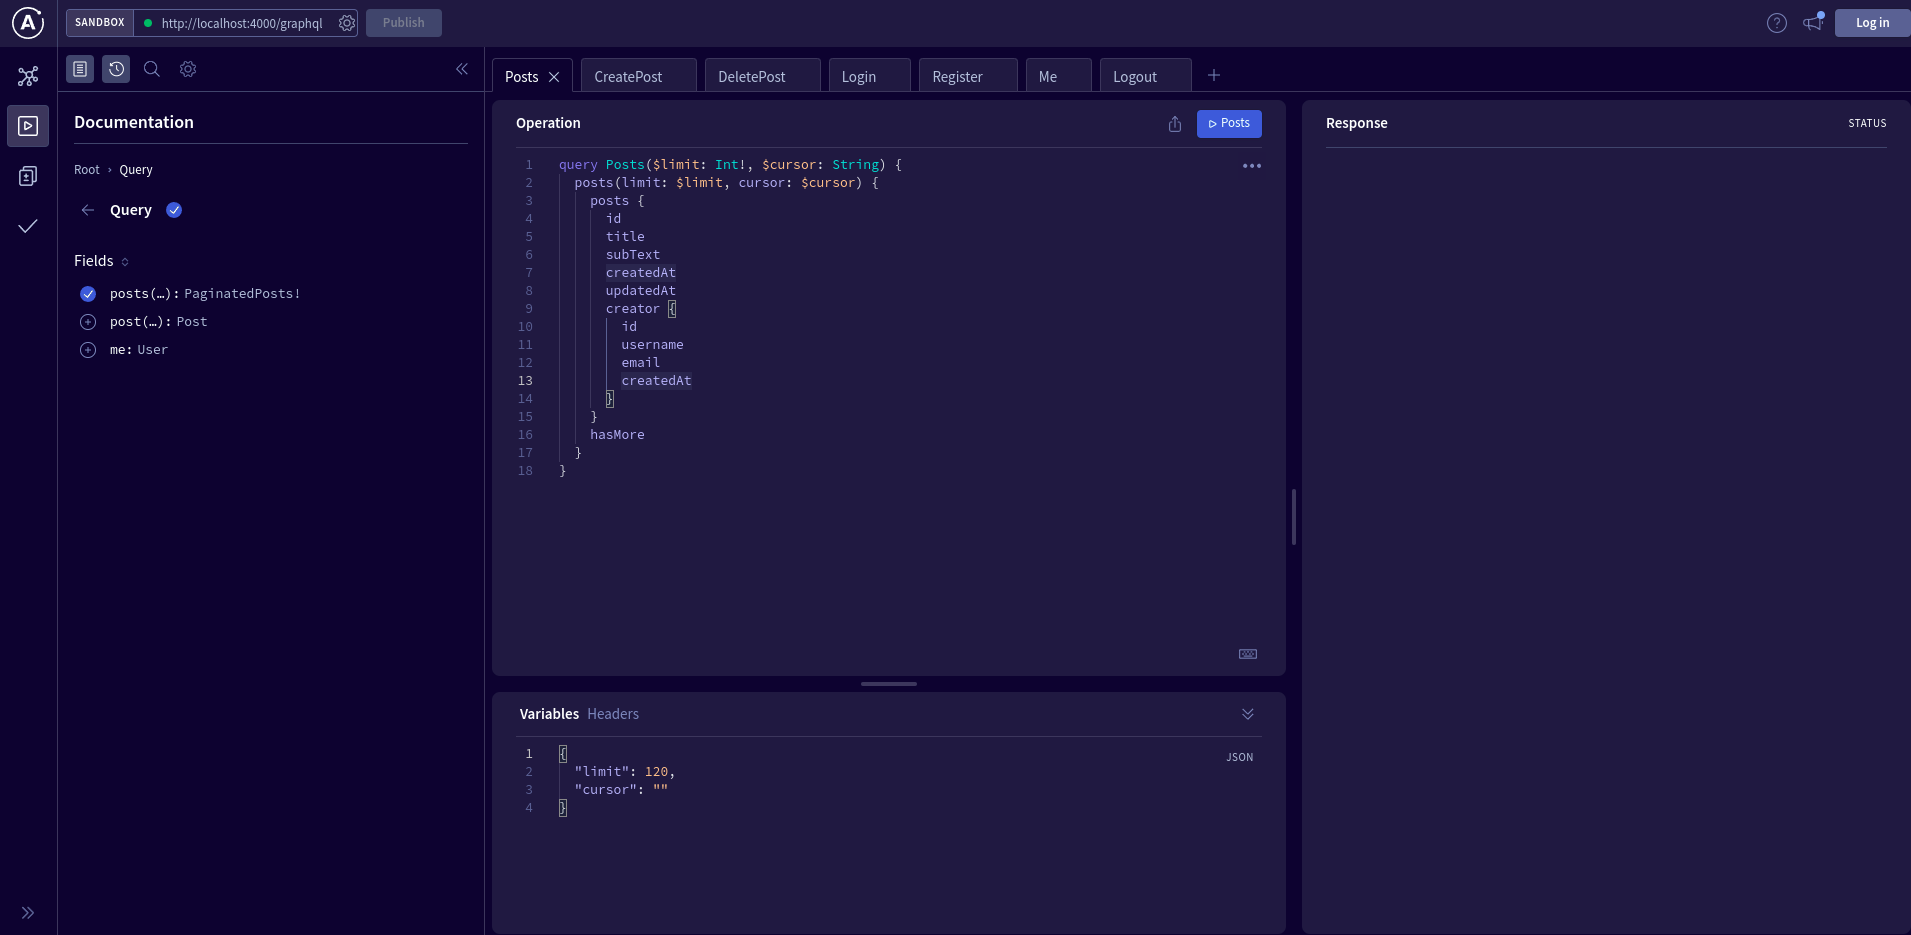 A
SANDBOX
http://localhost:4000/graphql
Publish
?
Log in
Posts
CreatePost
DeletePost
Login
Register
Me
Logout
Documentation
Root › Query
Query
Fields
posts(…): PaginatedPosts!
post(…): Post
me: User
Operation
Posts
1 query Posts($limit: Int!, $cursor: String) {
2 posts(limit: $limit, cursor: $cursor) {
3 posts {
4 id
5 title
6 subText
7 createdAt
8 updatedAt
9 creator {
10 id
11 username
12 email
13 createdAt
14 }
15 }
16 hasMore
17 }
18 }
Variables Headers
JSON
1 {
2 "limit": 120,
3 "cursor": ""
4 }
Response
STATUS